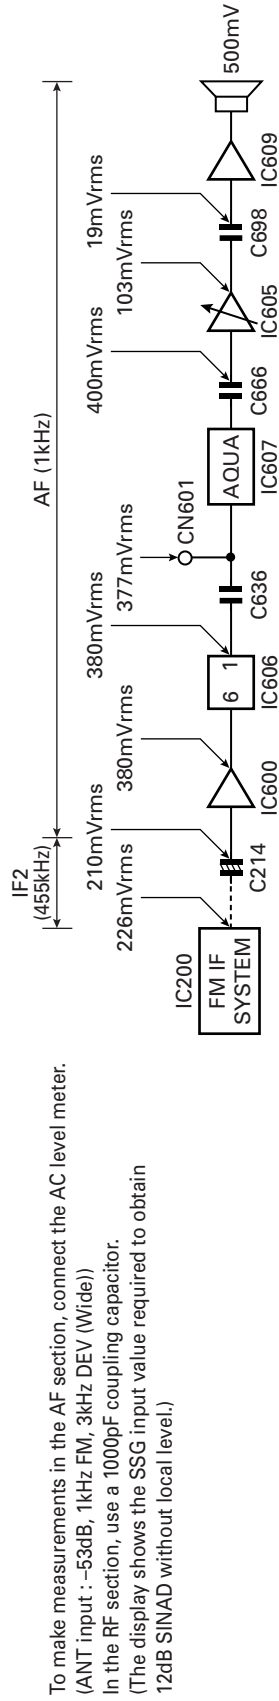 To make measurements in the AF section, connect the AC level meter.
(ANT input : –53dB, 1kHz FM, 3kHz DEV (Wide))
In the RF section, use a 1000pF coupling capacitor.
(The display shows the SSG input value required to obtain
12dB SINAD without local level.)
IF2
(455kHz)
AF (1kHz)
226mVrms
210mVrms
380mVrms
380mVrms
377mVrms
400mVrms
103mVrms
19mVrms
500mV
CN601
IC200
FM IF
SYSTEM
C214
IC600
6 1
IC606
C636
AQUA
IC607
C666
IC605
C698
IC609